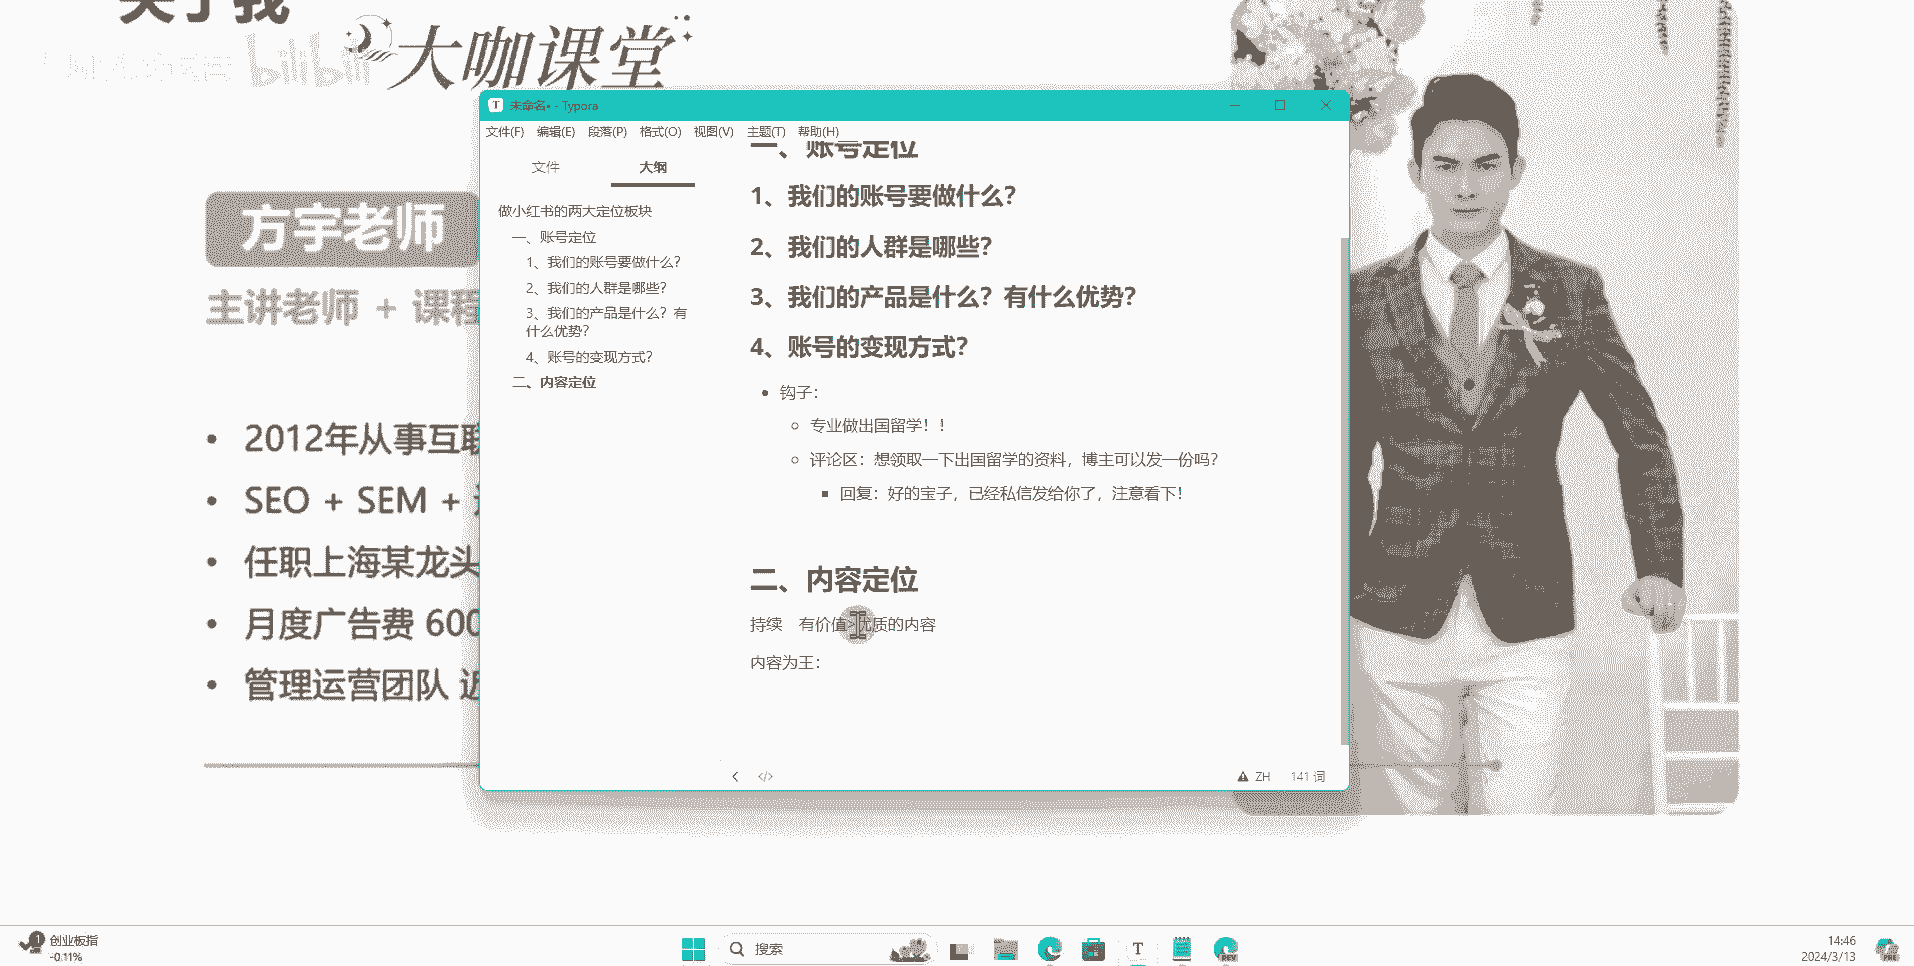 关于我
bilibili
大咖课堂
方宇老师
主讲老师 + 课程
2012年从事互联
SEO + SEM +
任职上海某龙头
月度广告费 600
管理运营团队 近
T 未命名• - Typora
文件(F) 编辑(E) 段落(P) 格式(O) 视图(V) 主题(T) 帮助(H)
文件 大纲
做小红书的两大定位板块
一、账号定位
1、我们的账号要做什么？
2、我们的人群是哪些？
3、我们的产品是什么？有
什么优势？
4、账号的变现方式？
二、内容定位
一、账号定位
1、我们的账号要做什么？
2、我们的人群是哪些？
3、我们的产品是什么？有什么优势？
4、账号的变现方式？
钩子：
专业做出国留学！！
评论区：想领取一下出国留学的资料，博主可以发一份吗？
回复：好的宝子，已经私信发给你了，注意看下！
二、内容定位
持续 有价值>优质的内容
内容为王：
ZH 141 词
1 创业板指
-0.11%
搜索
T
DEV
14:46
2024/3/13
PRE